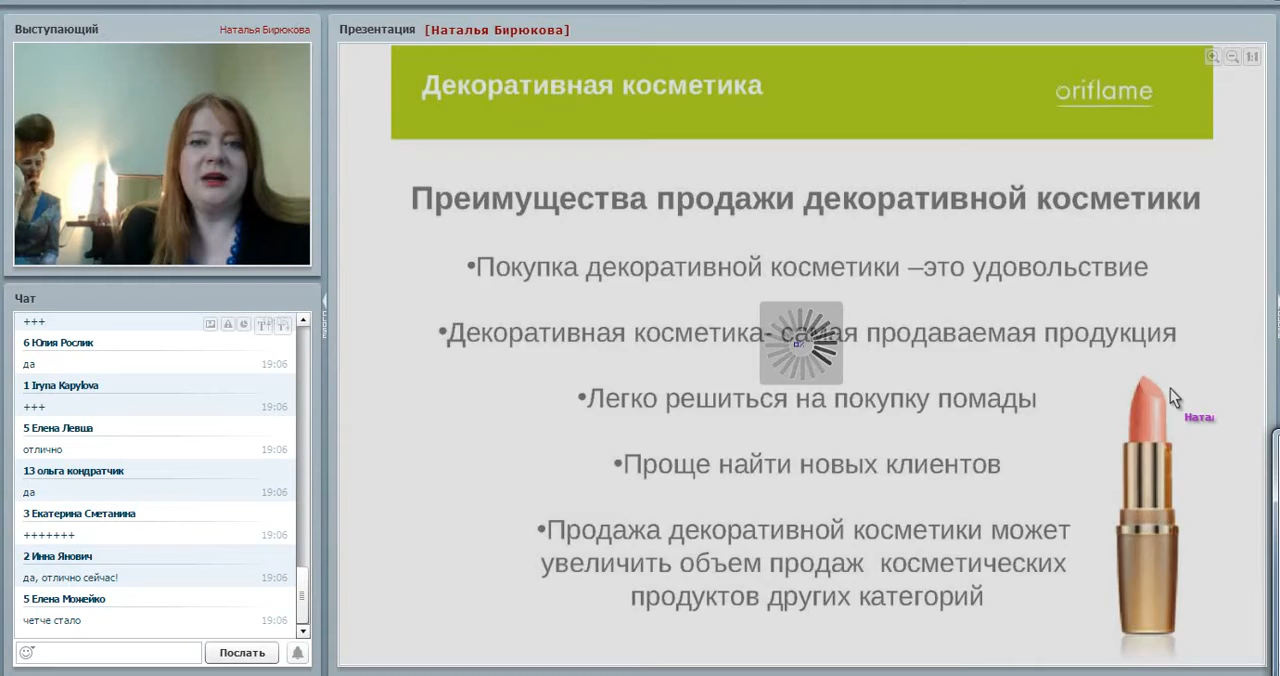 Выступающий
Наталья Бирюкова
Чат
+++
6 Юлия Рослик
да
19:06
1 Iryna Kapylova
+++
19:06
5 Елена Левша
отлично
19:06
13 ольга кондратчик
да
19:06
3 Екатерина Сметанина
+++++++
19:06
2 Инна Янович
да, отлично сейчас!
19:06
5 Елена Можейко
четче стало
19:06
Послать
Презентация [Наталья Бирюкова]
1:1
Декоративная косметика
oriflame
Преимущества продажи декоративной косметики
•Покупка декоративной косметики –это удовольствие
•Декоративная косметика- самая продаваемая продукция
•Легко решиться на покупку помады
•Проще найти новых клиентов
•Продажа декоративной косметики может
увеличить объем продаж косметических
продуктов других категорий